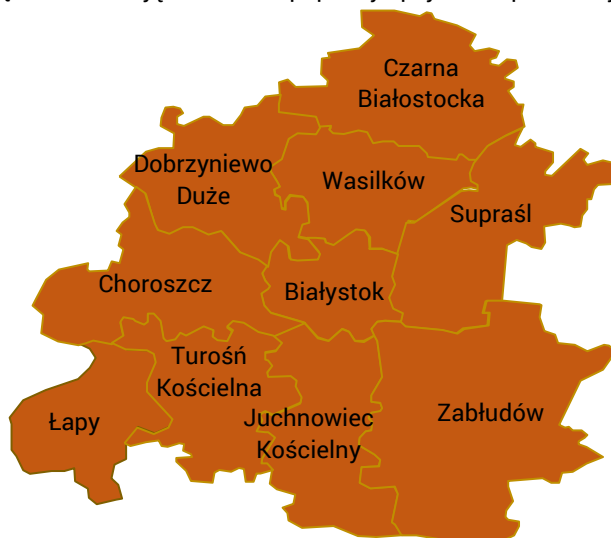 Czarna
Białostocka
Dobrzyniewo
Duże
Wasilków
Supraśl
Choroszcz
Białystok
Turośń
Kościelna
Łapy
Juchnowiec
Kościelny
Zabłudów